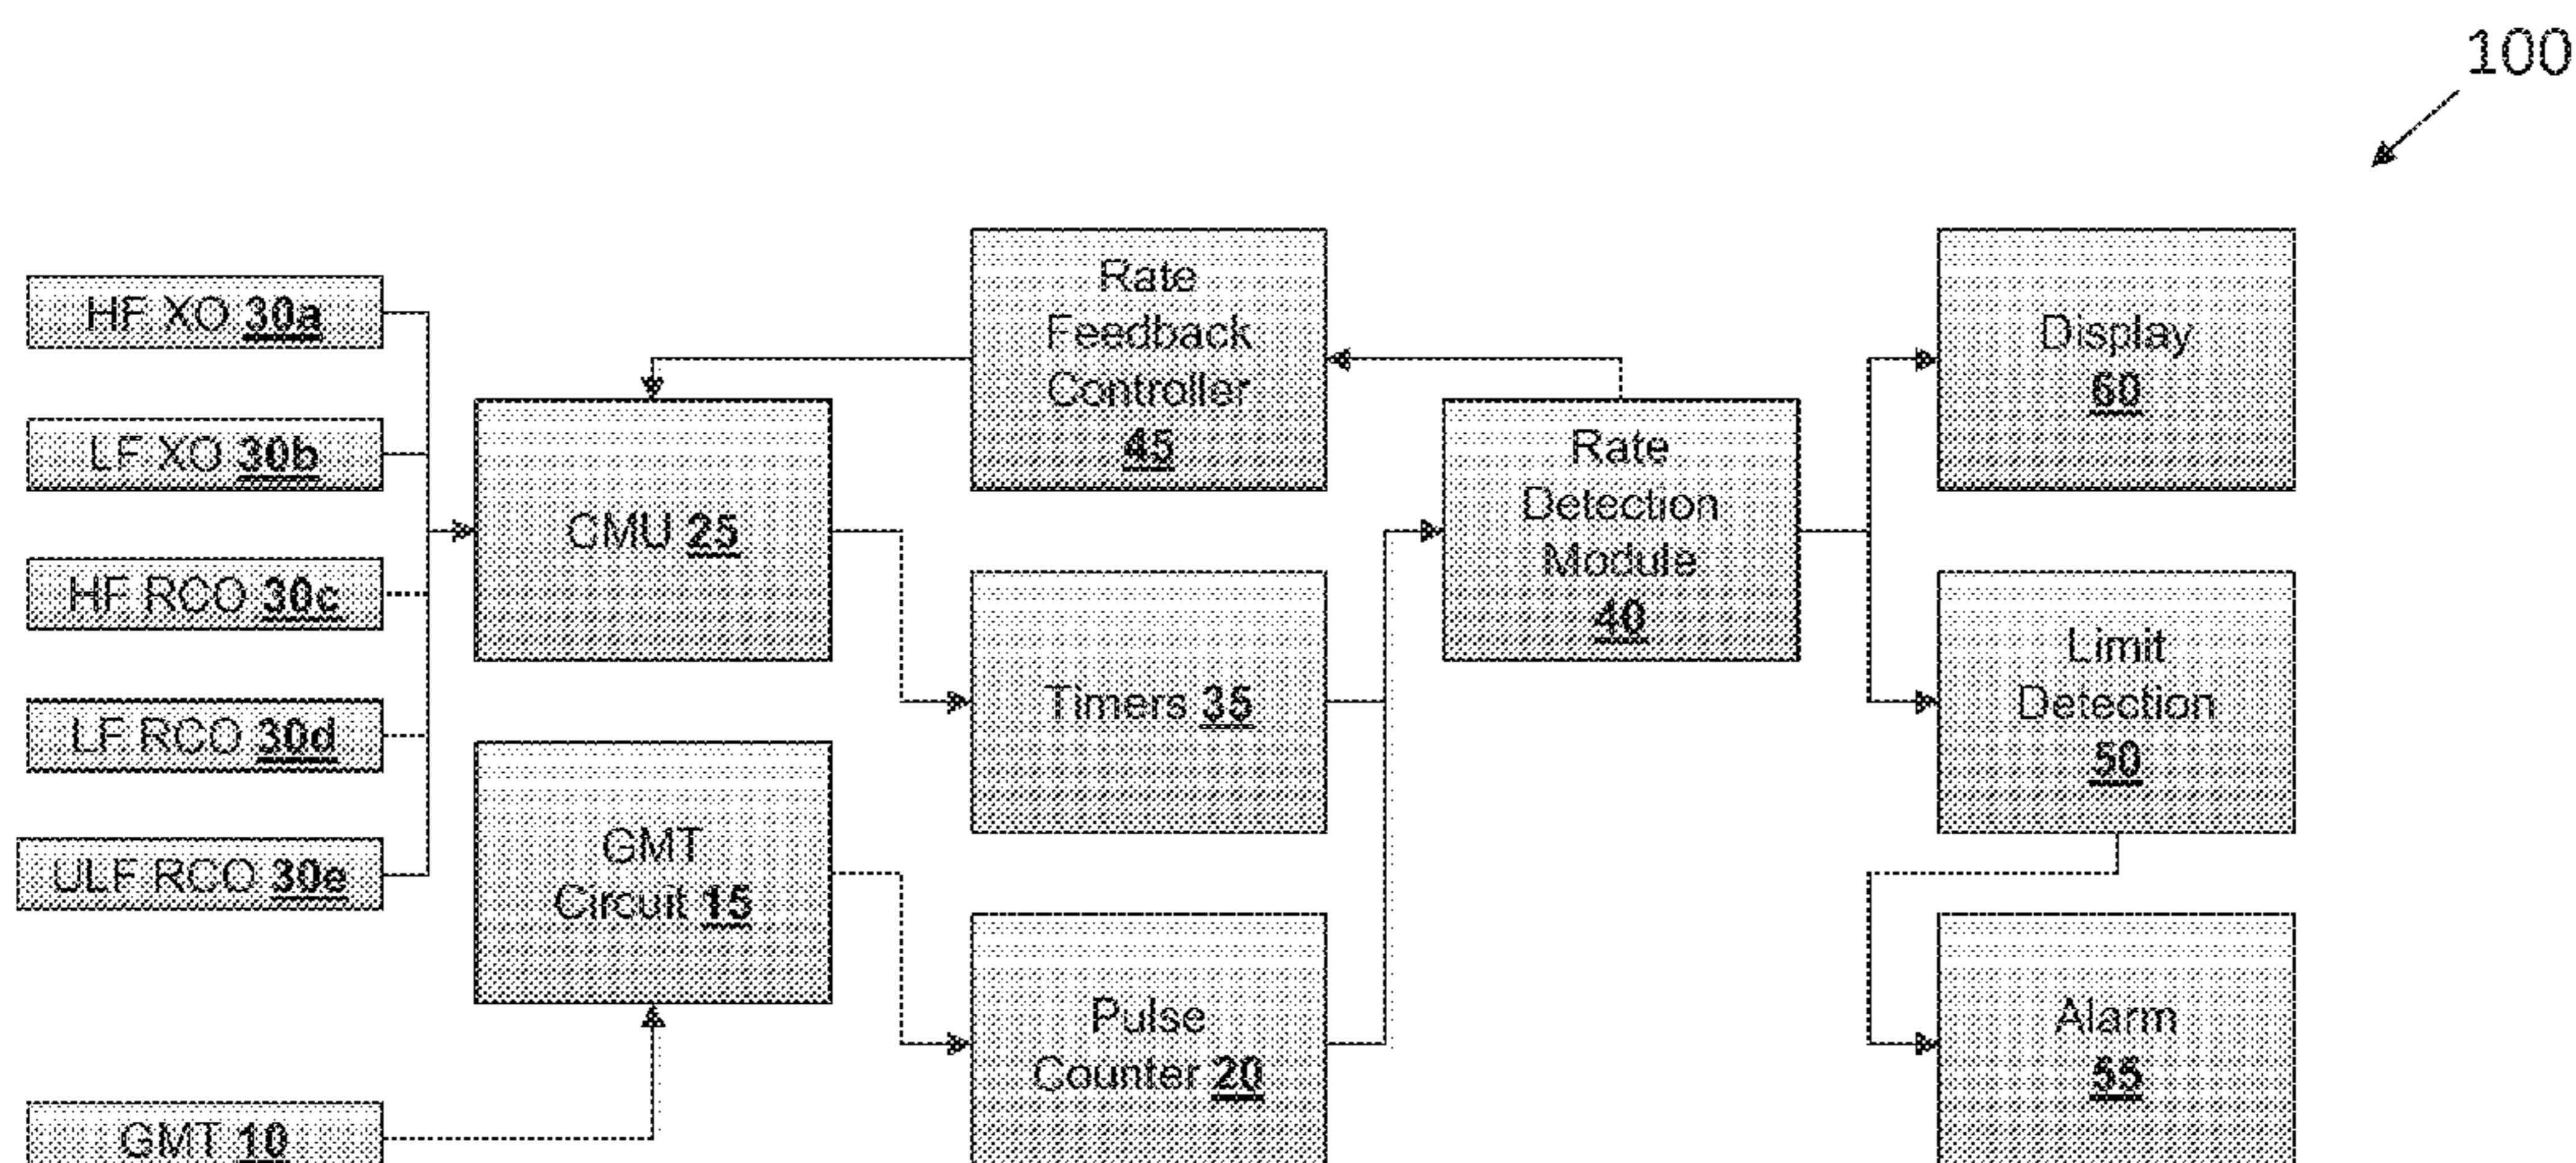 100
HF XO 30a
LF XO 30b
HF RCO 30c
LF RCO 30d
ULF RCO 30e
GMT 10
CMU 25
GMT
Circuit 15
Rate
Feedback
Controller
45
Timers 35
Pulse
Counter 20
Rate
Detection
Module
40
Display
60
Limit
Detection
50
Alarm
55